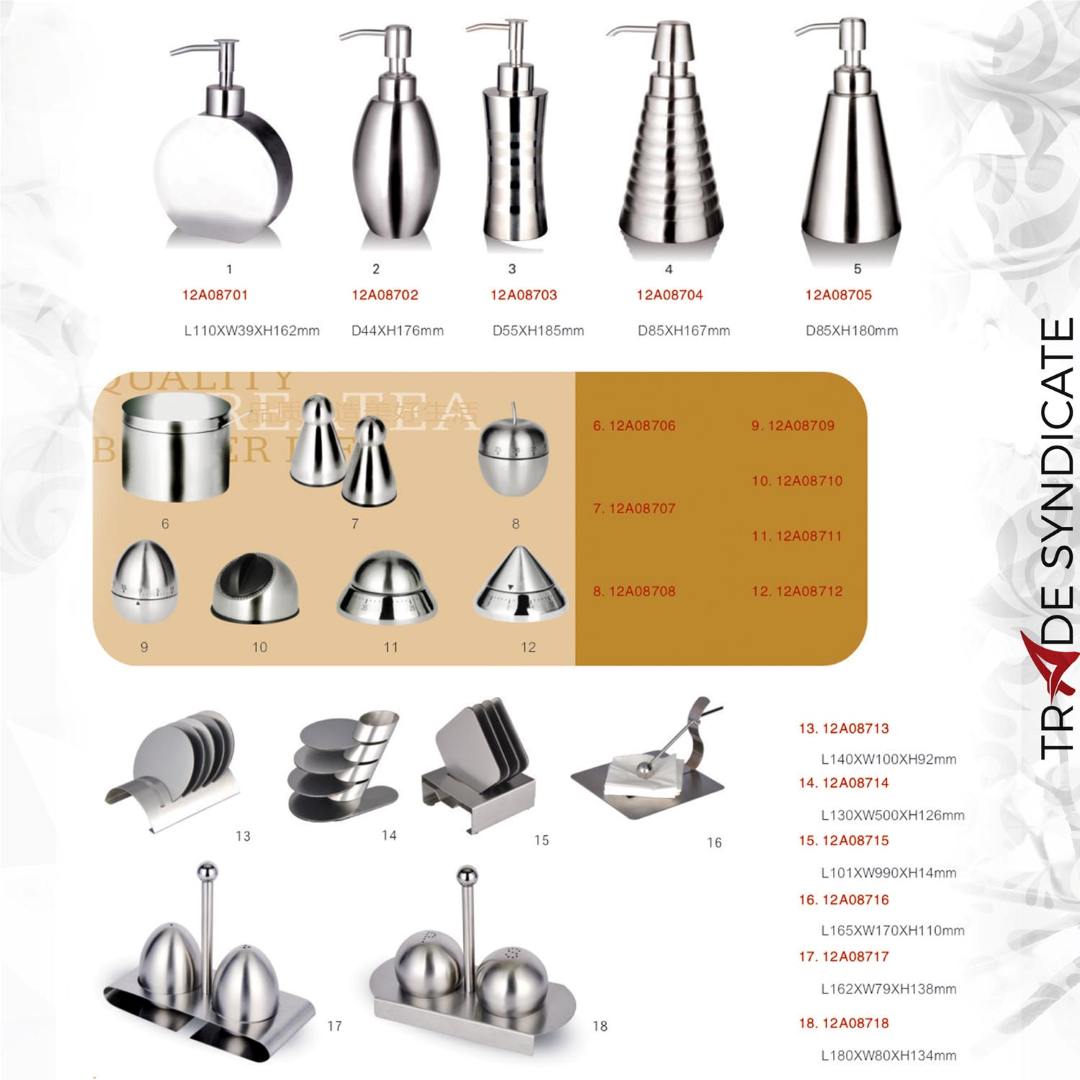 1
2
3
4
5
12A08701
12A08702
12A08703
12A08704
12A08705
L110XW39XH162mm
D44XH176mm
D55XH185mm
D85XH167mm
D85XH180mm
QUALITY
6
7
8
9
10
11
12
6. 12A08706
7. 12A08707
8. 12A08708
9. 12A08709
10. 12A08710
11. 12A08711
12. 12A08712
13
14
15
16
17
18
13. 12A08713
L140XW100XH92mm
14. 12A08714
L130XW500XH126mm
15. 12A08715
L101XW990XH14mm
16. 12A08716
L165XW170XH110mm
17. 12A08717
L162XW79XH138mm
18. 12A08718
L180XW80XH134mm
TRADE SYNDICATE